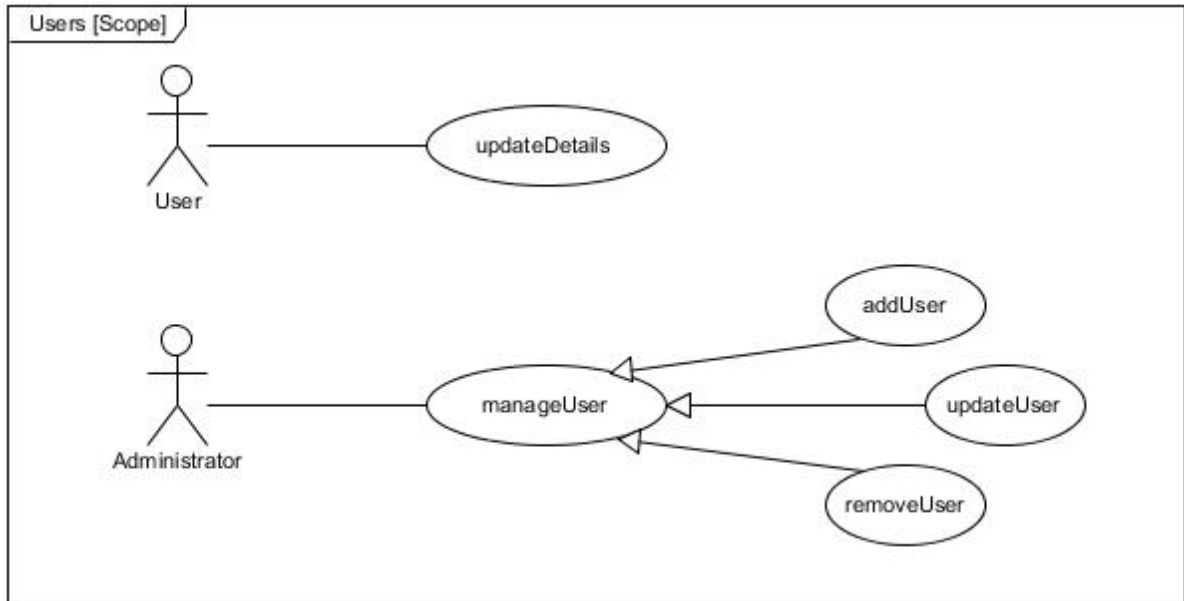 Users [Scope]
updateDetails
User
addUser
manageUser
updateUser
Administrator
removeUser